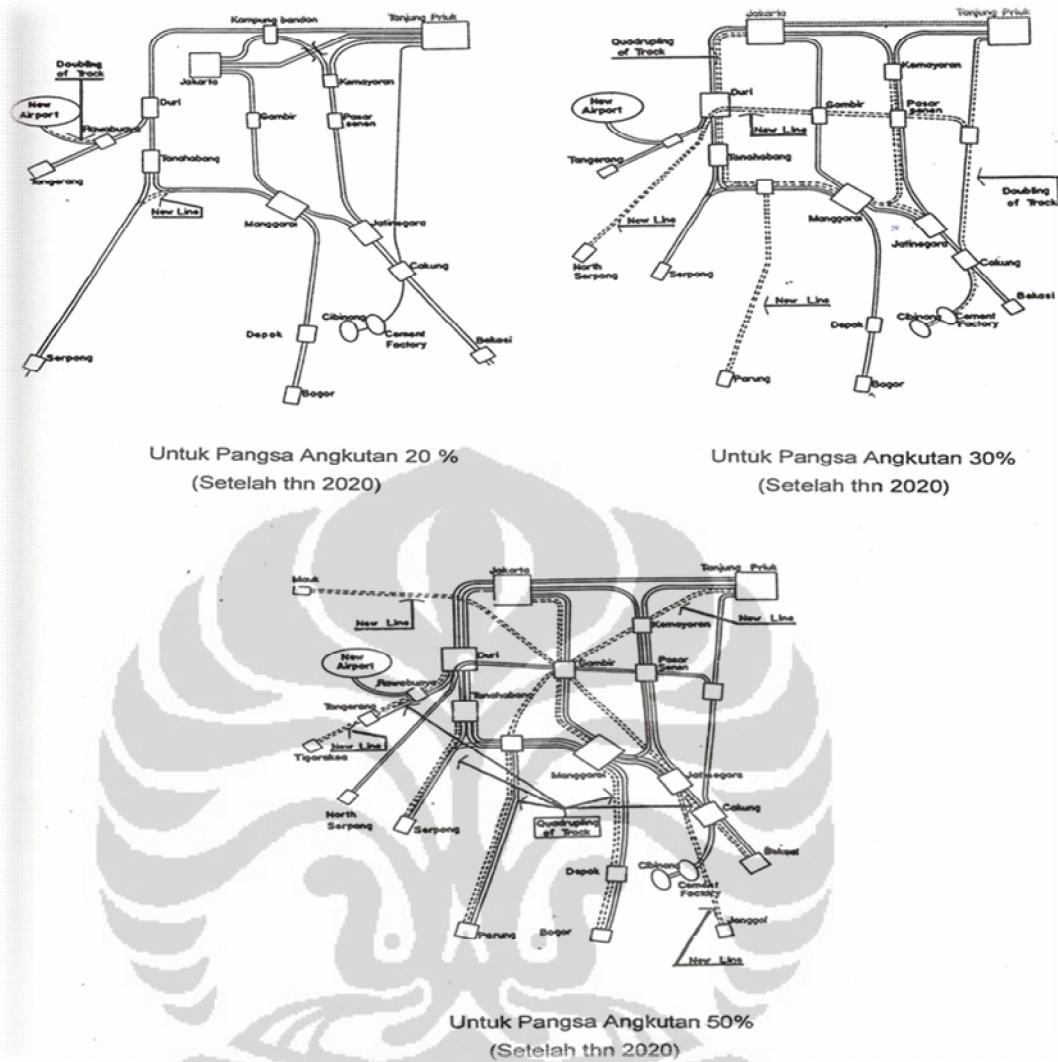 Kampung bandan
Tanjung Priuk
Doubling
of Track
Jakarta
Kemayoran
New
Airport
Rawabuaya
Duri
Gambir
Pasar
senen
Tangerang
Tanahabang
New Line
Manggarai
Jatinegara
Cakung
Cibinong
Cement
Factory
Depok
Bekasi
Serpong
Bogor
Untuk Pangsa Angkutan 20 %
(Setelah thn 2020)
Jakarta
Tanjung Priuk
Quadrupling
of Track
Kemayoran
New
Airport
Duri
Gambir
Pasar
senen
New Line
Tangerang
Tanahabang
Doubling
of Track
New Line
Manggarai
Jatinegara
North
Serpong
Serpong
Cakung
New Line
Bekasi
Cibinong
Cement
Factory
Depok
Parung
Bogor
Untuk Pangsa Angkutan 30%
(Setelah thn 2020)
Mauk
Jakarta
Tanjung Priuk
New Line
Kemayoran
New Line
New
Airport
Duri
Gambir
Pasar
Senen
Rawabuaya
Tanahabang
Tangerang
New Line
Tigaraksa
Manggarai
Jatinegara
North
Serpong
Serpong
Cakung
Quadrupling
of Track
Bekasi
Depok
Cibinong
Cement
Factory
Parung
Bogor
Jonggol
New Line
Untuk Pangsa Angkutan 50%
(Setelah thn 2020)